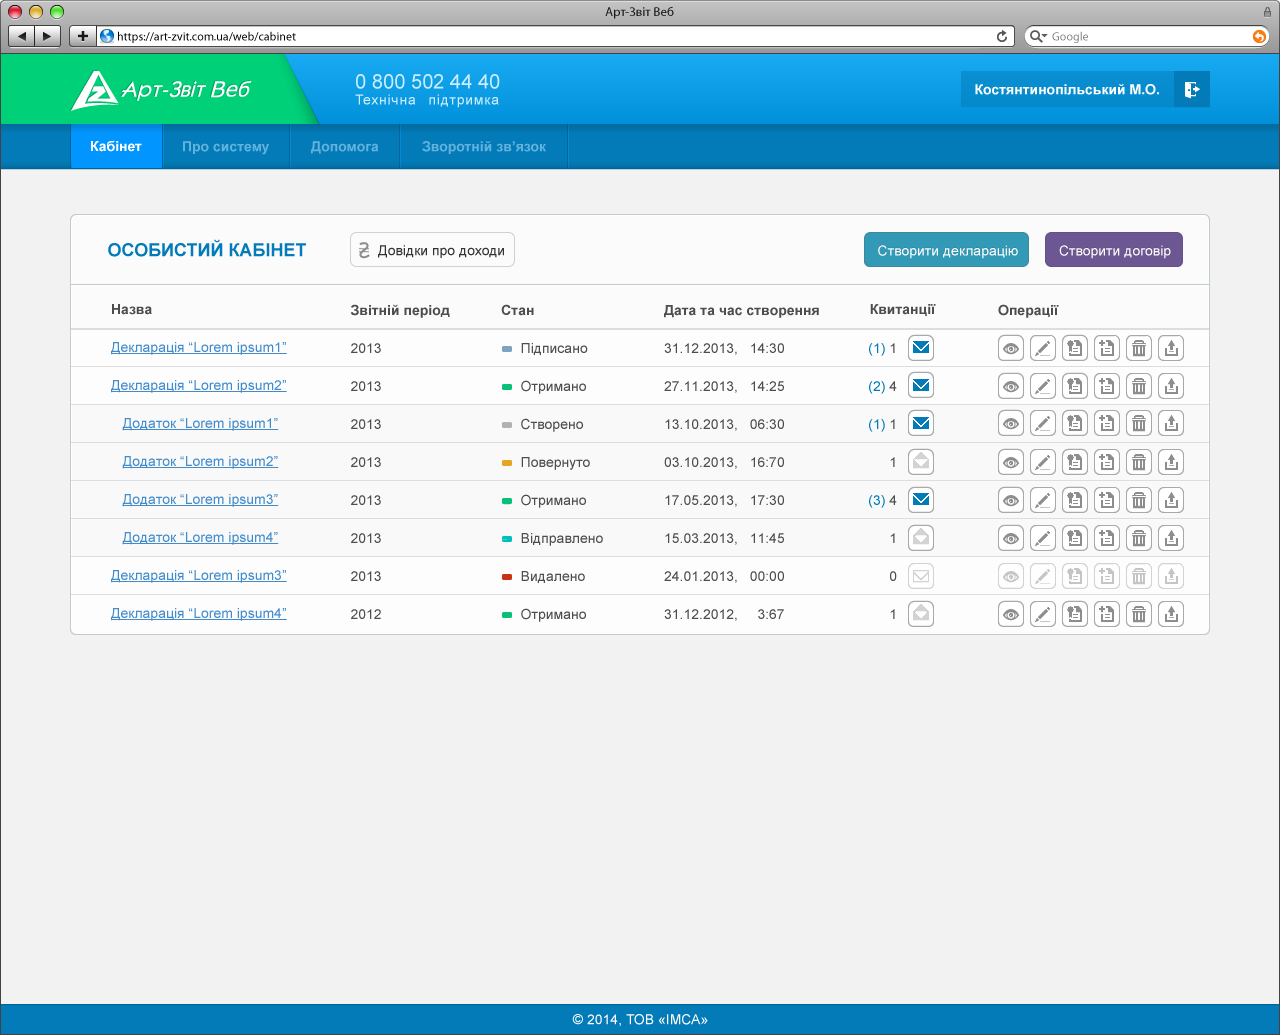 Арт-Звіт Веб
https://art-zvit.com.ua/web/cabinet
Google
Арт-Звіт Веб
0 800 502 44 40
Технічна підтримка
Костянтинопільський М.О.
Кабінет Про систему Допомога Зворотній зв’язок
ОСОБИСТИЙ КАБІНЕТ Довідки про доходи Створити декларацію Створити договір
Назва Звітній період Стан Дата та час створення Квитанції Операції
Декларація “Lorem ipsum1” 2013 Підписано 31.12.2013, 14:30 (1) 1
Декларація “Lorem ipsum2” 2013 Отримано 27.11.2013, 14:25 (2) 4
Додаток “Lorem ipsum1” 2013 Створено 13.10.2013, 06:30 (1) 1
Додаток “Lorem ipsum2” 2013 Повернуто 03.10.2013, 16:70 1
Додаток “Lorem ipsum3” 2013 Отримано 17.05.2013, 17:30 (3) 4
Додаток “Lorem ipsum4” 2013 Відправлено 15.03.2013, 11:45 1
Декларація “Lorem ipsum3” 2013 Видалено 24.01.2013, 00:00 0
Декларація “Lorem ipsum4” 2012 Отримано 31.12.2012, 3:67 1
© 2014, ТОВ «ІМСА»